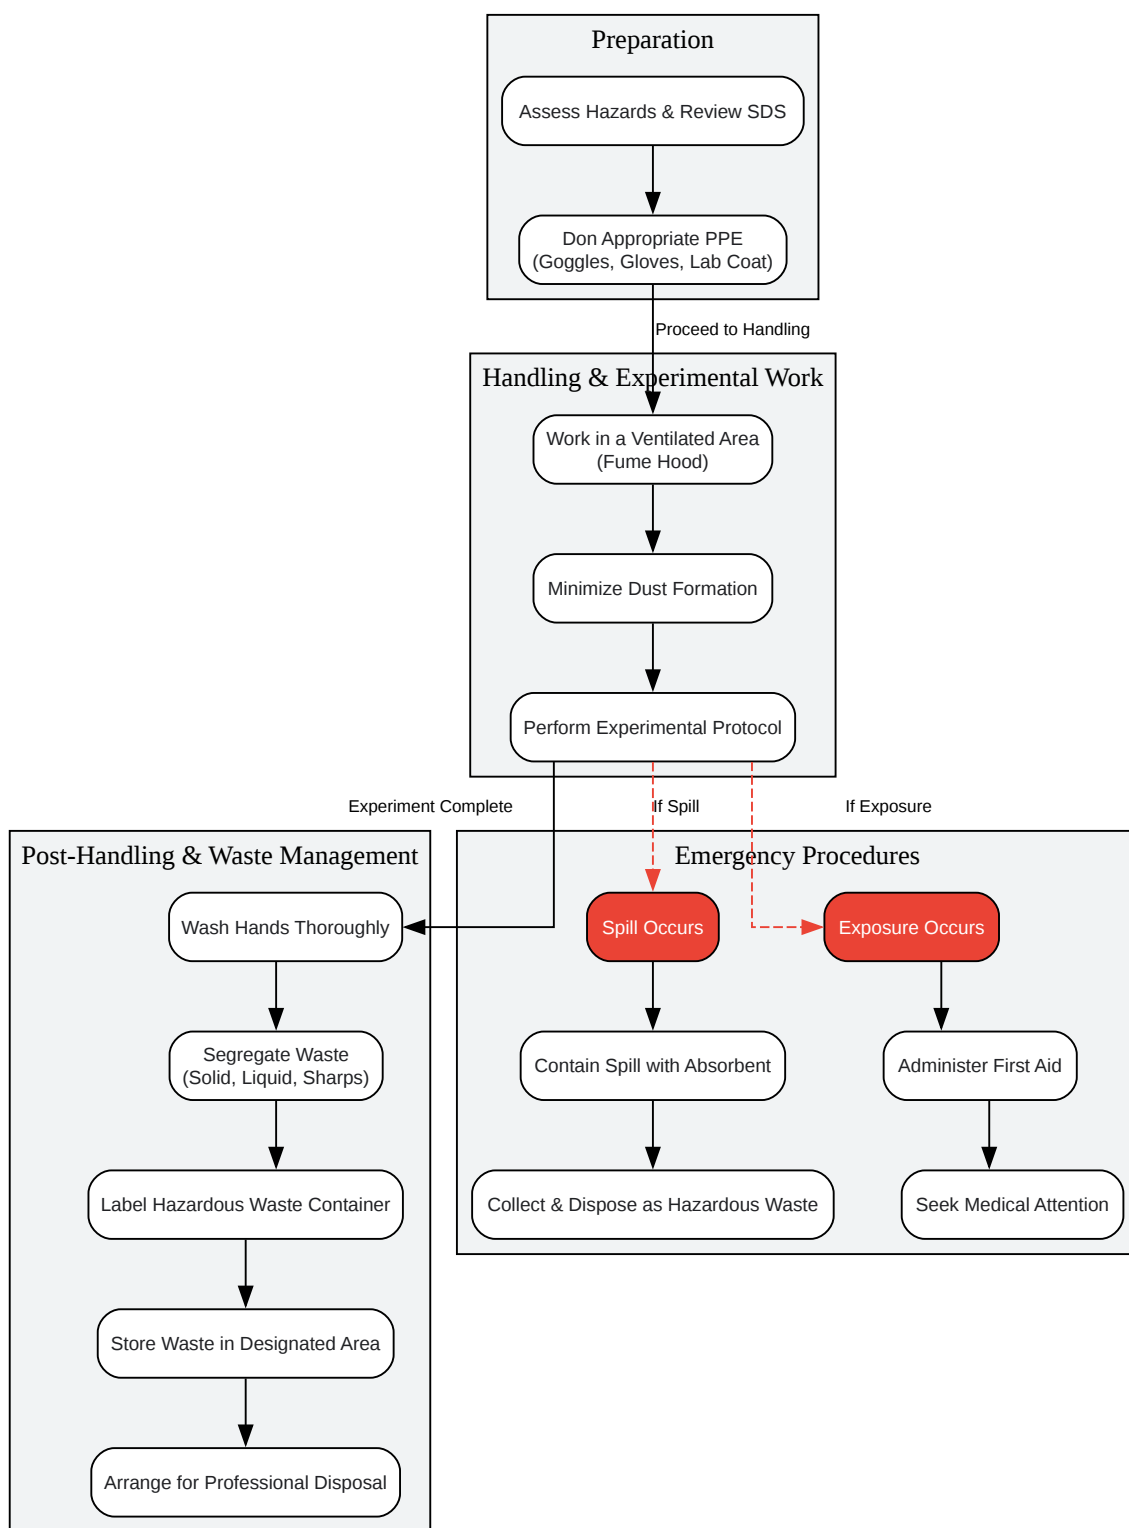 Preparation
Assess Hazards & Review SDS
Don Appropriate PPE
(Goggles, Gloves, Lab Coat)
Proceed to Handling
Handling & Experimental Work
Work in a Ventilated Area
(Fume Hood)
Minimize Dust Formation
Perform Experimental Protocol
Experiment Complete
If Spill
If Exposure
Post-Handling & Waste Management
Wash Hands Thoroughly
Segregate Waste
(Solid, Liquid, Sharps)
Label Hazardous Waste Container
Store Waste in Designated Area
Arrange for Professional Disposal
Emergency Procedures
Spill Occurs
Contain Spill with Absorbent
Collect & Dispose as Hazardous Waste
Exposure Occurs
Administer First Aid
Seek Medical Attention